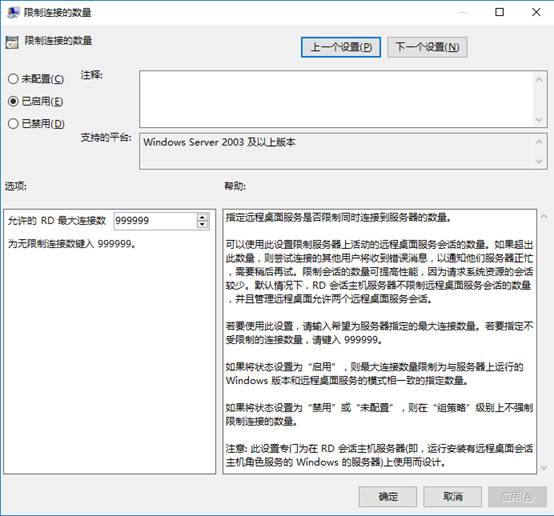 限制连接的数量
限制连接的数量
上一个设置(P)
下一个设置(N)
未配置(C)
注释:
已启用(E)
已禁用(D)
支持的平台:
Windows Server 2003 及以上版本
选项:
帮助:
允许的 RD 最大连接数 999999
为无限制连接数键入 999999。
指定远程桌面服务是否限制同时连接到服务器的数量。
可以使用此设置限制服务器上活动的远程桌面服务会话的数量。如果超出
此数量，则尝试连接的其他用户将收到错误消息，以通知他们服务器正忙
，需要稍后再试。限制会话的数量可提高性能，因为请求系统资源的会话
较少。默认情况下，RD 会话主机服务器不限制远程桌面服务会话的数量
，并且管理远程桌面允许两个远程桌面服务会话。
若要使用此设置，请输入希望为服务器指定的最大连接数量。若要指定不
受限制的连接数量，请键入 999999。
如果将状态设置为“启用”，则最大连接数量限制为与服务器上运行的
Windows 版本和远程桌面服务的模式相一致的指定数量。
如果将状态设置为“禁用”或“未配置”，则在“组策略”级别上不强制
限制连接的数量。
注意: 此设置专门为在 RD 会话主机服务器(即，运行安装有远程桌面会话
主机角色服务的 Windows 的服务器)上使用而设计。
确定
取消
应用(A)